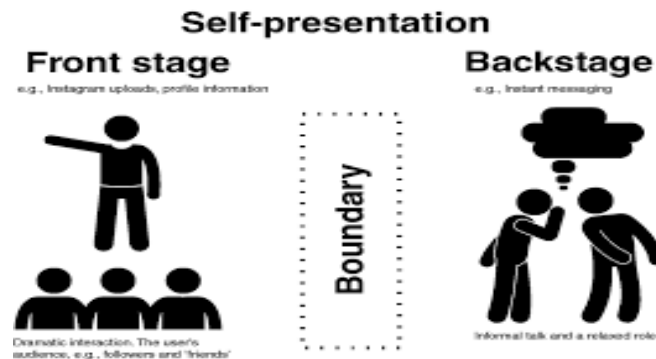 Self-presentation
Front stage
e.g., Instagram uploads, profile information
Backstage
e.g., Instant messaging
Boundary
Dramatic interaction. The user's
audience, e.g., followers and 'friends'
Informal talk and a relaxed role